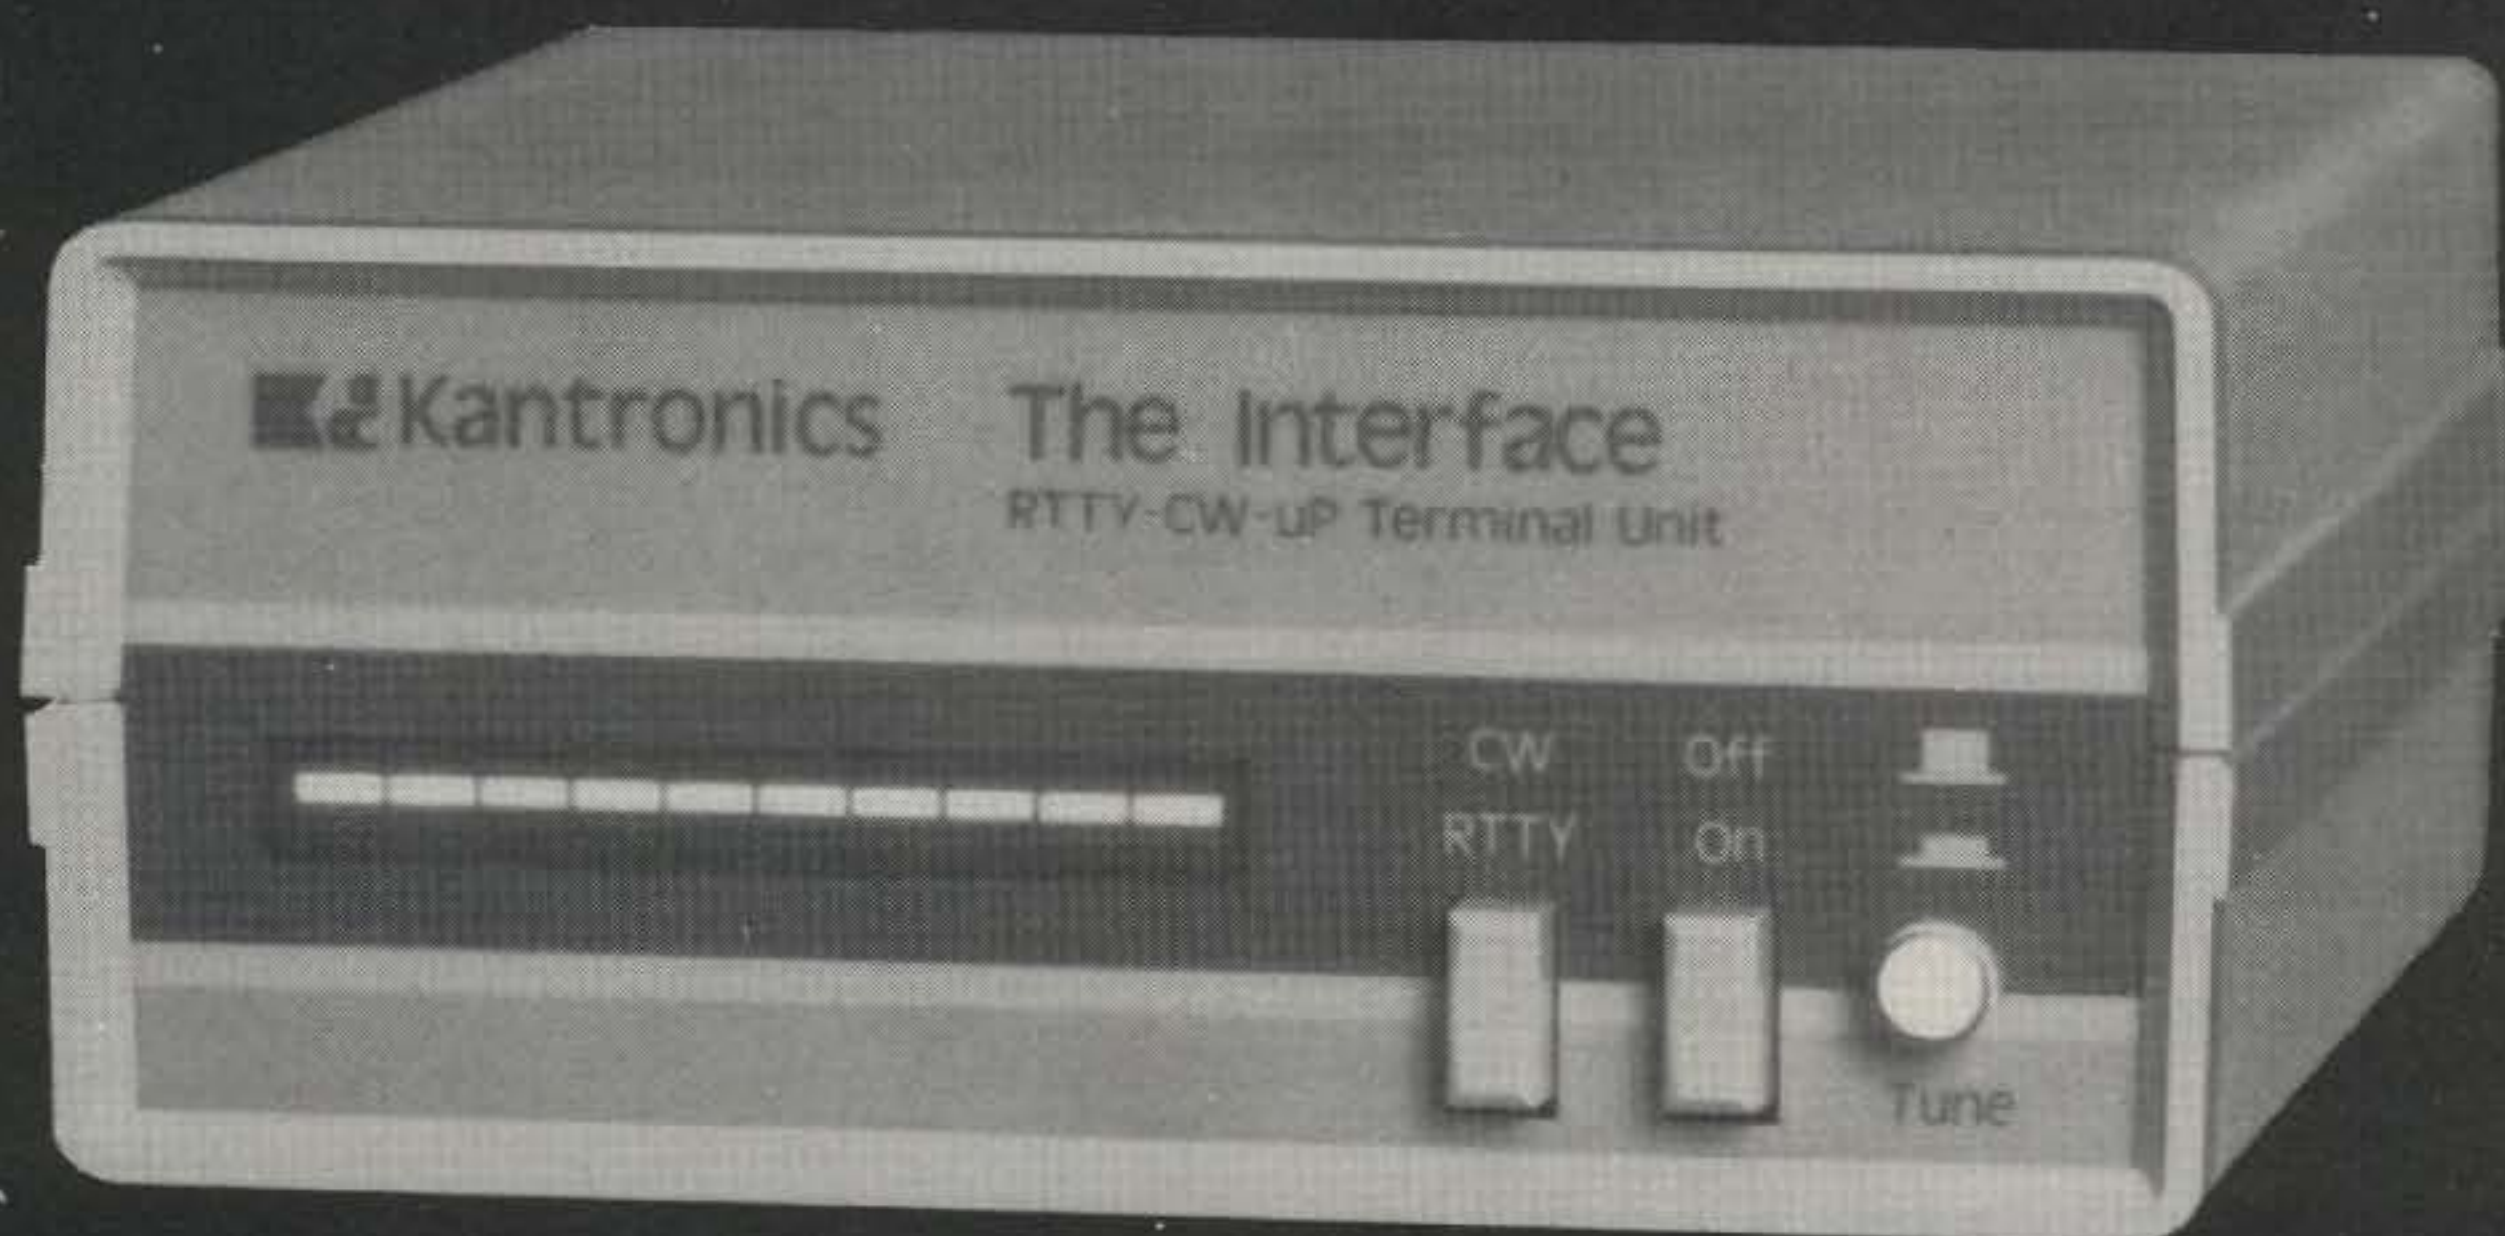 Kantronics The Interface
RTTY-CW-uP Terminal Unit
CW Off
RTTY On
Tune